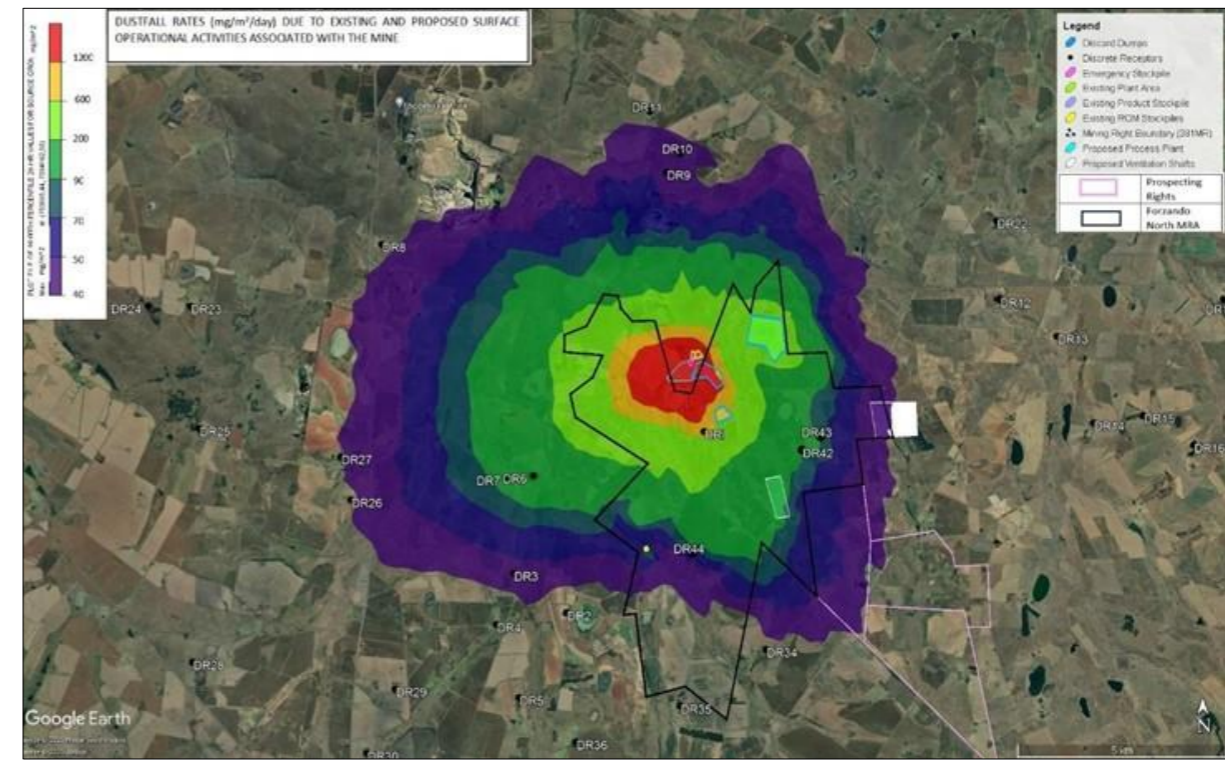 DUSTFALL RATES (mg/m²/day) DUE TO EXISTING AND PROPOSED SURFACE
OPERATIONAL ACTIVITIES ASSOCIATED WITH THE MINE
1200
600
200
90
70
50
40
Legend
Discard Dumps
Discrete Receptors
Emergency Stockpile
Existing Plant Area
Existing Product Stockpile
Existing ROM Stockpiles
Mining Right Boundary (381MR)
Proposed Process Plant
Proposed Ventilation Shafts
Prospecting
Rights
Forzando
North MRA
DR11
DR10
DR9
DR22
DR8
DR24
DR23
DR12
DR13
DR1
DR43
DR42
DR14
DR15
DR16
DR25
DR27
DR7
DR6
DR26
DR44
DR3
DR2
DR4
DR34
DR28
DR29
DR5
DR35
DR36
DR30
Google Earth
N
5 km